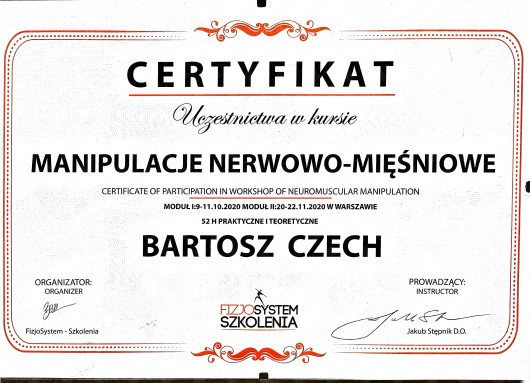 CERTYFIKAT
Uczestnictwa w kursie
MANIPULACJE NERWOWO-MIĘŚNIOWE
CERTIFICATE OF PARTICIPATION IN WORKSHOP OF NEUROMUSCULAR MANIPULATION
MODUŁ I:9-11.10.2020 MODUŁ II:20-22.11.2020 W WARSZAWIE
52 H PRAKTYCZNE I TEORETYCZNE
BARTOSZ CZECH
ORGANIZATOR:
ORGANIZER
FizjoSystem - Szkolenia
FIZJOSYSTEM
SZKOLENIA
PROWADZĄCY:
INSTRUCTOR
Jakub Stępnik D.O.